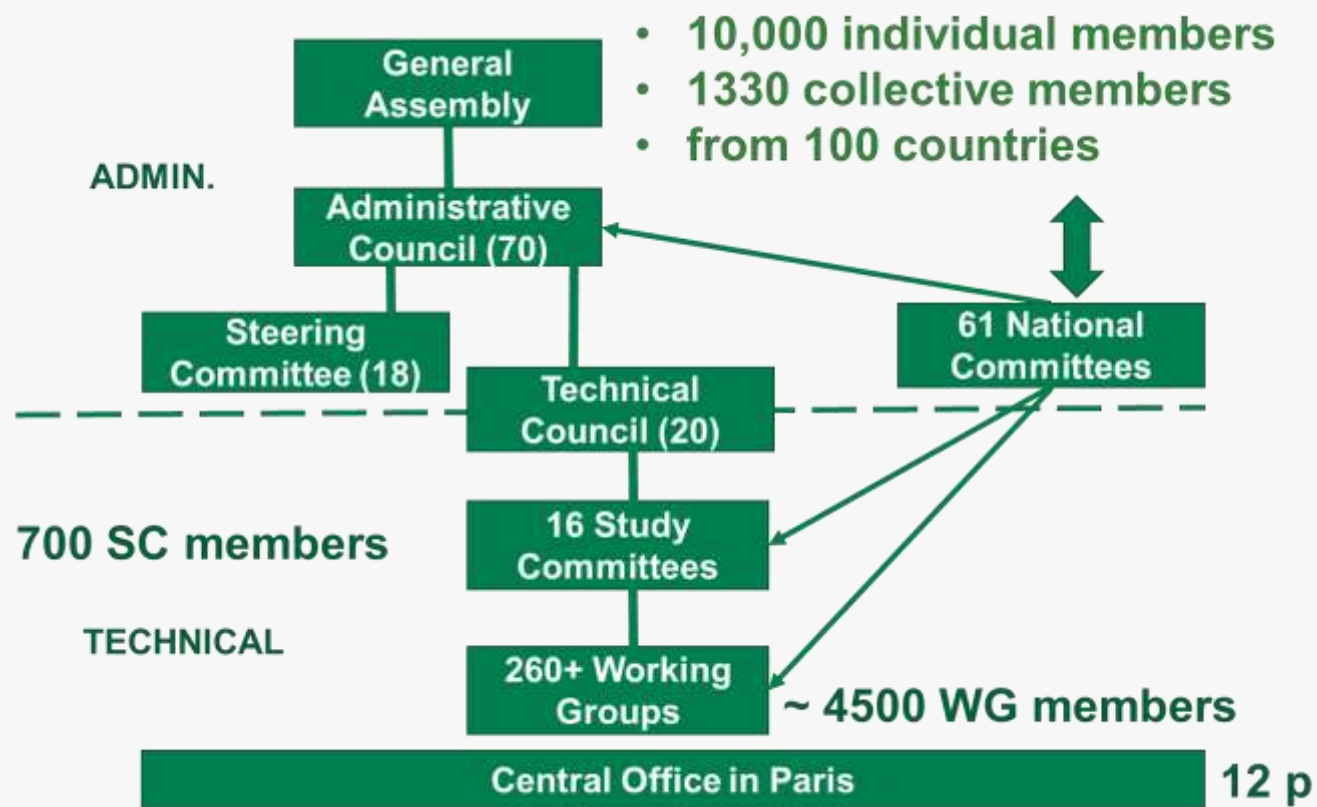 General
Assembly
• 10,000 individual members
• 1330 collective members
• from 100 countries
ADMIN.
Administrative
Council (70)
Steering
Committee (18)
61 National
Committees
Technical
Council (20)
700 SC members
16 Study
Committees
TECHNICAL
260+ Working
Groups
~ 4500 WG members
Central Office in Paris
12 p